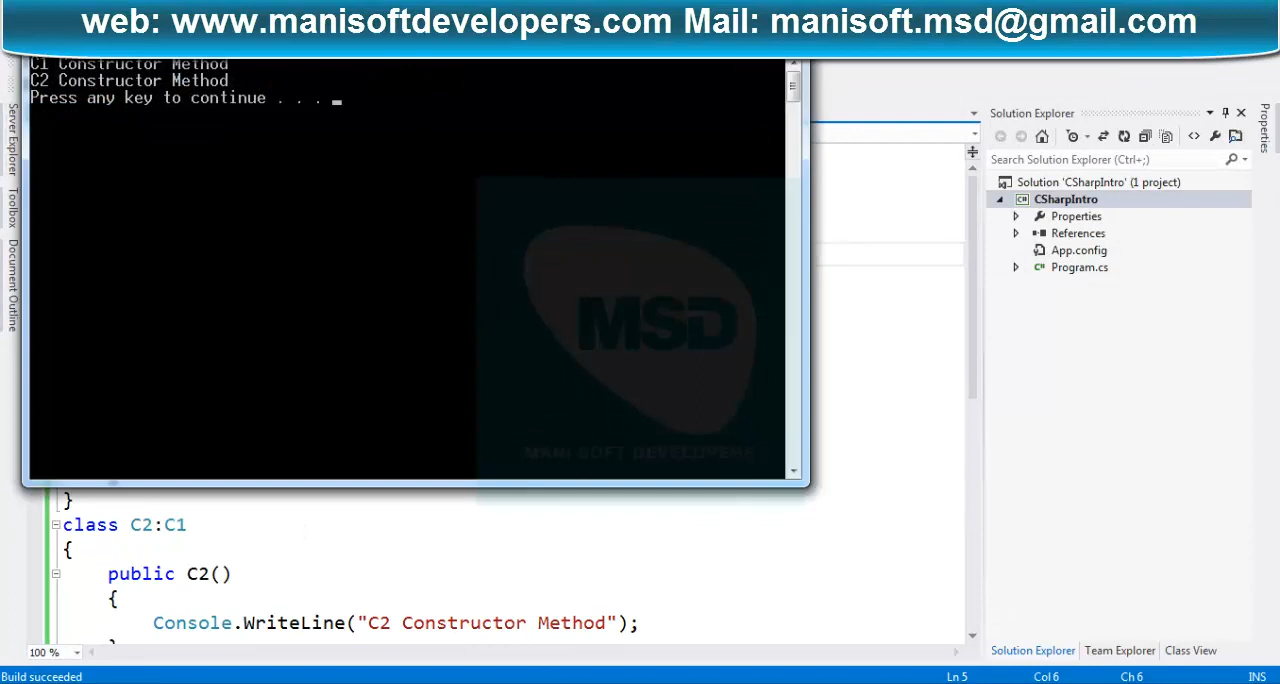 web: www.manisoftdevelopers.com Mail: manisoft.msd@gmail.com
C1 Constructor Method
C2 Constructor Method
Press any key to continue . . . _
Server Explorer
Toolbox
Document Outline
MSD
MANI SOFT DEVELOPERS
}
class C2:C1
{
public C2()
{
Console.WriteLine("C2 Constructor Method");
100 %
Solution Explorer
Search Solution Explorer (Ctrl+;)
Solution 'CSharpIntro' (1 project)
CSharpIntro
Properties
References
App.config
Program.cs
Properties
Solution Explorer Team Explorer Class View
Build succeeded Ln 5 Col 6 Ch 6 INS